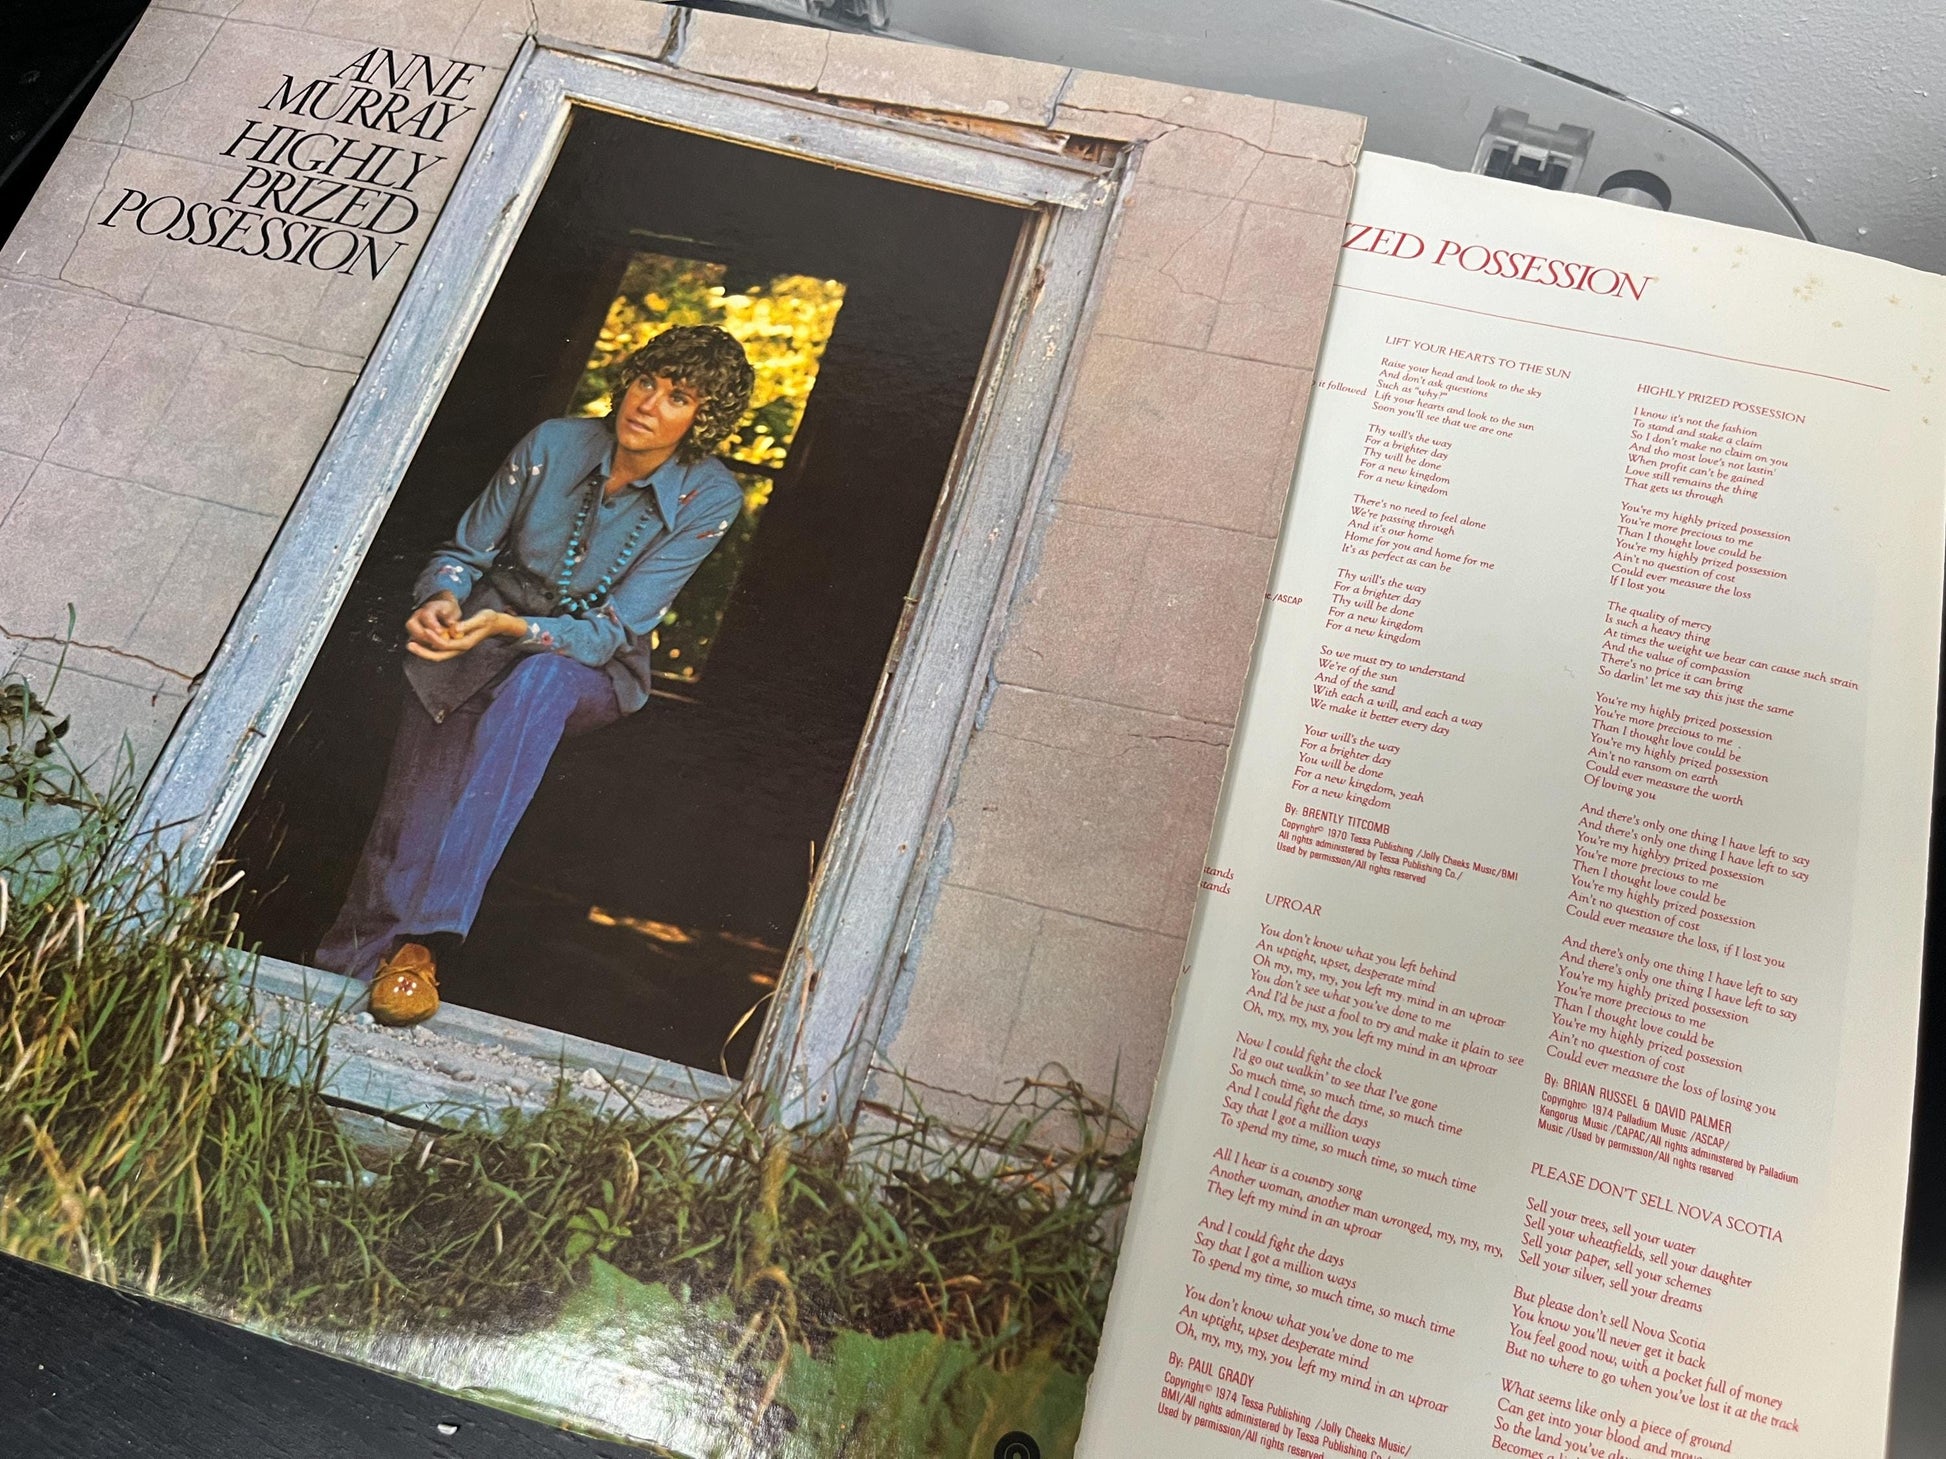 ANNE
MURRAY
HIGHLY
PRIZED
POSSESSION
IZED POSSESSION
it followed
/ASCAP
stands
stands
LIFT YOUR HEARTS TO THE SUN
Raise your head and look to the sky
And don't ask questions
Such as "why?"
Lift your hearts and look to the sun
Soon you'll see that we are one
Thy will's the way
For a brighter day
Thy will be done
For a new kingdom
For a new kingdom
There's no need to feel alone
We're passing through
And it's our home
Home for you and home for me
It's as perfect as can be
Thy will's the way
For a brighter day
Thy will be done
For a new kingdom
For a new kingdom
So we must try to understand
We're of the sun
And of the sand
With each a will, and each a way
We make it better every day
Your will's the way
For a brighter day
You will be done
For a new kingdom, yeah
For a new kingdom
By: BRENTLY TITCOMB
Copyright© 1970 Tessa Publishing /Jolly Cheeks Music/BMI
All rights administered by Tessa Publishing Co./
Used by permission/All rights reserved
UPROAR
You don't know what you left behind
An uptight, upset, desperate mind
Oh my, my, my, you left my mind in an uproar
You don't see what you've done to me
And I'd be just a fool to try and make it plain to see
Oh, my, my, my, you left my mind in an uproar
Now I could fight the clock
I'd go out walkin' to see that I've gone
So much time, so much time, so much time
And I could fight the days
Say that I got a million ways
To spend my time, so much time, so much time
All I hear is a country song
Another woman, another man wronged, my, my, my,
They left my mind in an uproar
And I could fight the days
Say that I got a million ways
To spend my time, so much time, so much time
You don't know what you've done to me
An uptight, upset desperate mind
Oh, my, my, my, you left my mind in an uproar
By: PAUL GRADY
Copyright© 1974 Tessa Publishing /Jolly Cheeks Music/
BMI/All rights administered by Tessa Publishing Co./
Used by permission/All rights reserved
HIGHLY PRIZED POSSESSION
I know it's not the fashion
To stand and stake a claim
So I don't make no claim on you
And tho most love's not lastin'
When profit can't be gained
Love still remains the thing
That gets us through
You're my highly prized possession
You're more precious to me
Than I thought love could be
You're my highly prized possession
Ain't no question of cost
Could ever measure the loss
If I lost you
The quality of mercy
Is such a heavy thing
At times the weight we bear can cause such strain
And the value of compassion
There's no price it can bring
So darlin' let me say this just the same
You're my highly prized possession
You're more precious to me
Than I thought love could be
You're my highly prized possession
Ain't no ransom on earth
Could ever measure the worth
Of loving you
And there's only one thing I have left to say
And there's only one thing I have left to say
You're my highbyy prized possession
You're more precious to me
Then I thought love could be
You're my highly prized possession
Ain't no question of cost
Could ever measure the loss, if I lost you
And there's only one thing I have left to say
And there's only one thing I have left to say
You're my highly prized possession
You're more precious to me
Than I thought love could be
You're my highly prized possession
Ain't no question of cost
Could ever measure the loss of losing you
By: BRIAN RUSSEL & DAVID PALMER
Copyright© 1974 Palladium Music /ASCAP/
Kengorus Music /CAPAC/All rights administered by Palladium
Music /Used by permission/All rights reserved
PLEASE DON'T SELL NOVA SCOTIA
Sell your trees, sell your water
Sell your wheatfields, sell your daughter
Sell your paper, sell your schemes
Sell your silver, sell your dreams
But please don't sell Nova Scotia
You know you'll never get it back
You feel good now, with a pocket full of money
But no where to go when you've lost it at the track
What seems like only a piece of ground
Can get into your blood and move
So the land you've
Becomes a